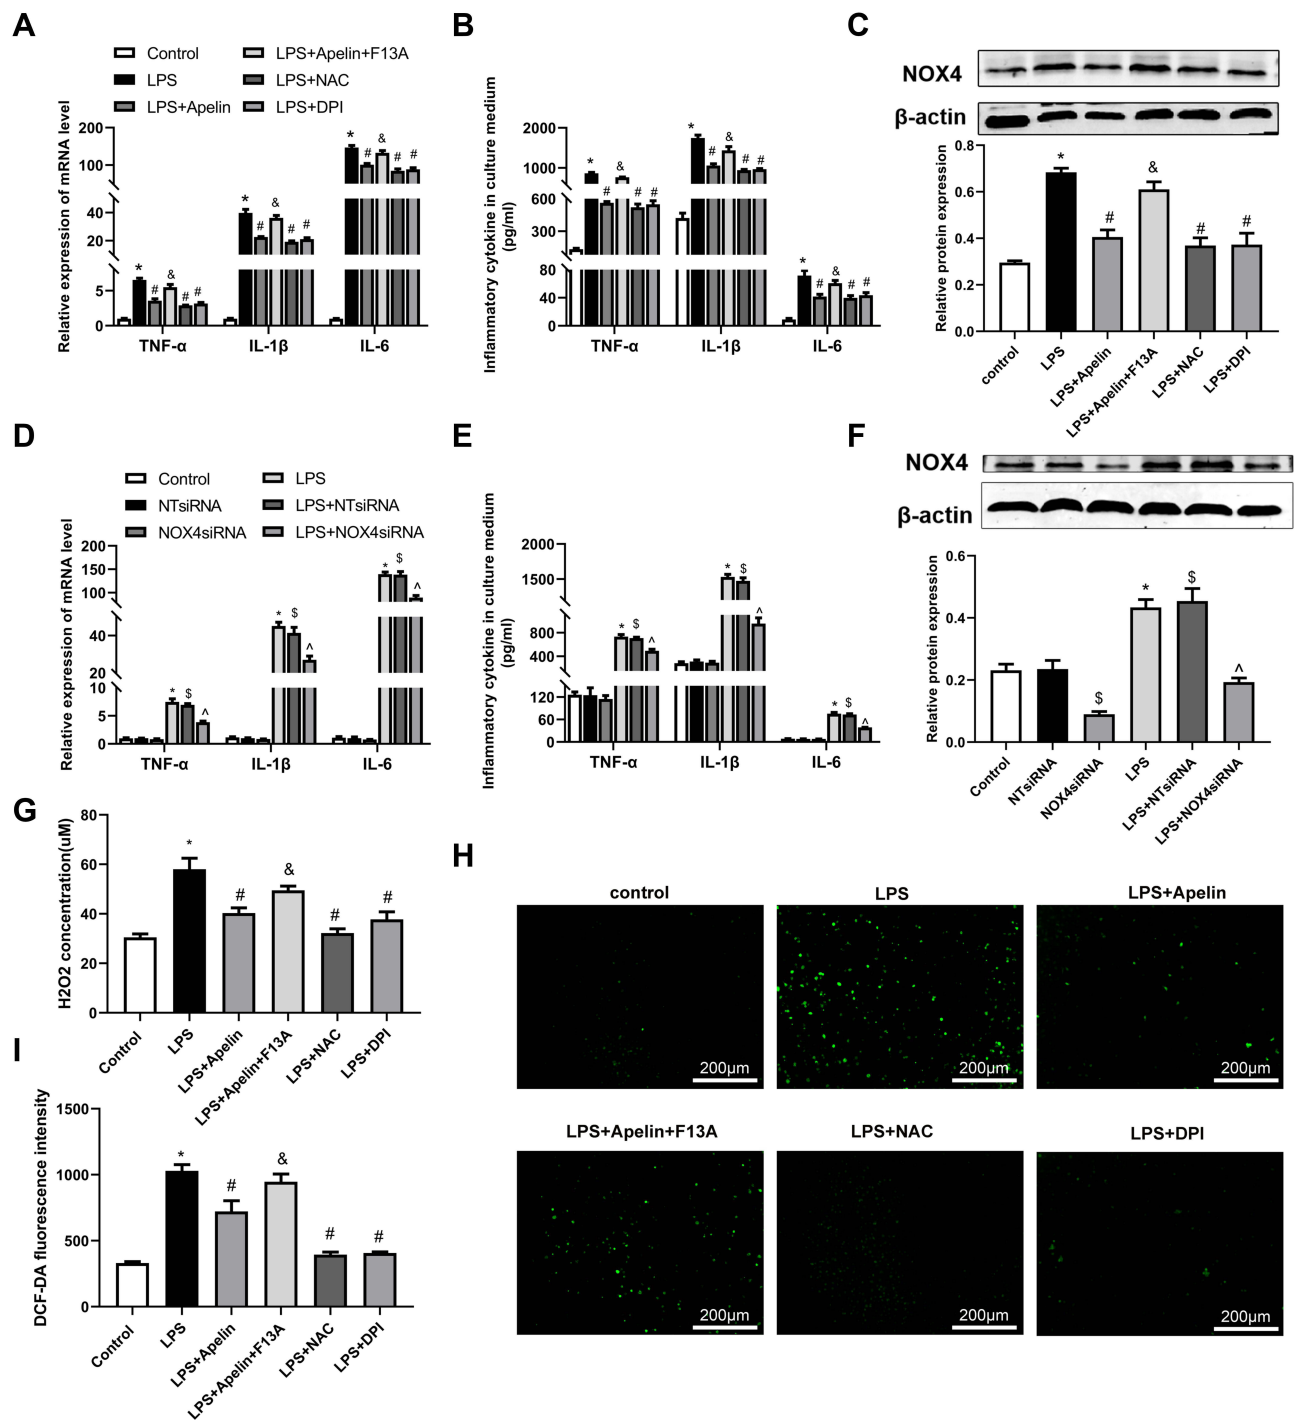 A
Control
LPS+Apelin+F13A
LPS
LPS+NAC
LPS+Apelin
LPS+DPI
Relative expression of mRNA level
200
100
40
20
5
0
*
#
&
#
#
*
#
&
#
#
*
#
&
#
#
TNF-α
IL-1β
IL-6
B
Inflammatory cytokine in culture medium
(pg/ml)
2000
1000
600
300
80
40
0
*
#
&
#
#
*
#
&
#
#
*
#
&
#
#
TNF-α
IL-1β
IL-6
C
NOX4
β-actin
Relative protein expression
0.8
0.6
0.4
0.2
0.0
*
#
&
#
#
control
LPS
LPS+Apelin
LPS+Apelin+F13A
LPS+NAC
LPS+DPI
D
Control
LPS
NTsiRNA
LPS+NTsiRNA
NOX4siRNA
LPS+NOX4siRNA
Relative expression of mRNA level
200
150
100
40
20
10
5
0
*
$
^
*
$
^
*
$
^
TNF-α
IL-1β
IL-6
E
Inflammatory cytokine in culture medium
(pg/ml)
2000
1500
800
400
120
60
0
*
$
^
*
$
^
*
$
^
TNF-α
IL-1β
IL-6
F
NOX4
β-actin
Relative protein expression
0.6
0.4
0.2
0.0
$
*
$
^
Control
NTsiRNA
NOX4siRNA
LPS
LPS+NTsiRNA
LPS+NOX4siRNA
G
H2O2 concentration(uM)
80
60
40
20
0
*
#
&
#
#
Control
LPS
LPS+Apelin
LPS+Apelin+F13A
LPS+NAC
LPS+DPI
H
control
LPS
LPS+Apelin
200μm
200μm
200μm
LPS+Apelin+F13A
LPS+NAC
LPS+DPI
200μm
200μm
200μm
I
DCF-DA fluorescence intensity
1500
1000
500
0
*
#
&
#
#
Control
LPS
LPS+Apelin
LPS+Apelin+F13A
LPS+NAC
LPS+DPI